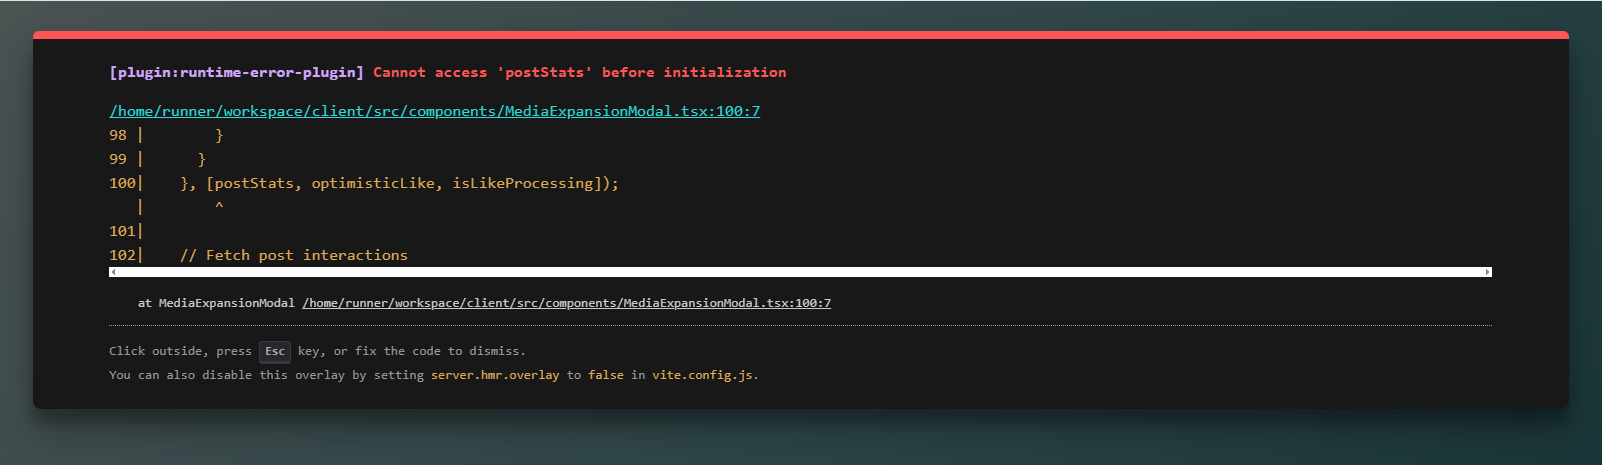 [plugin:runtime-error-plugin] Cannot access 'postStats' before initialization
/home/runner/workspace/client/src/components/MediaExpansionModal.tsx:100:7
98 |        }
99 |      }
100|    }, [postStats, optimisticLike, isLikeProcessing]);
   |        ^
101|
102|    // Fetch post interactions
at MediaExpansionModal /home/runner/workspace/client/src/components/MediaExpansionModal.tsx:100:7
Click outside, press Esc key, or fix the code to dismiss.
You can also disable this overlay by setting server.hmr.overlay to false in vite.config.js.